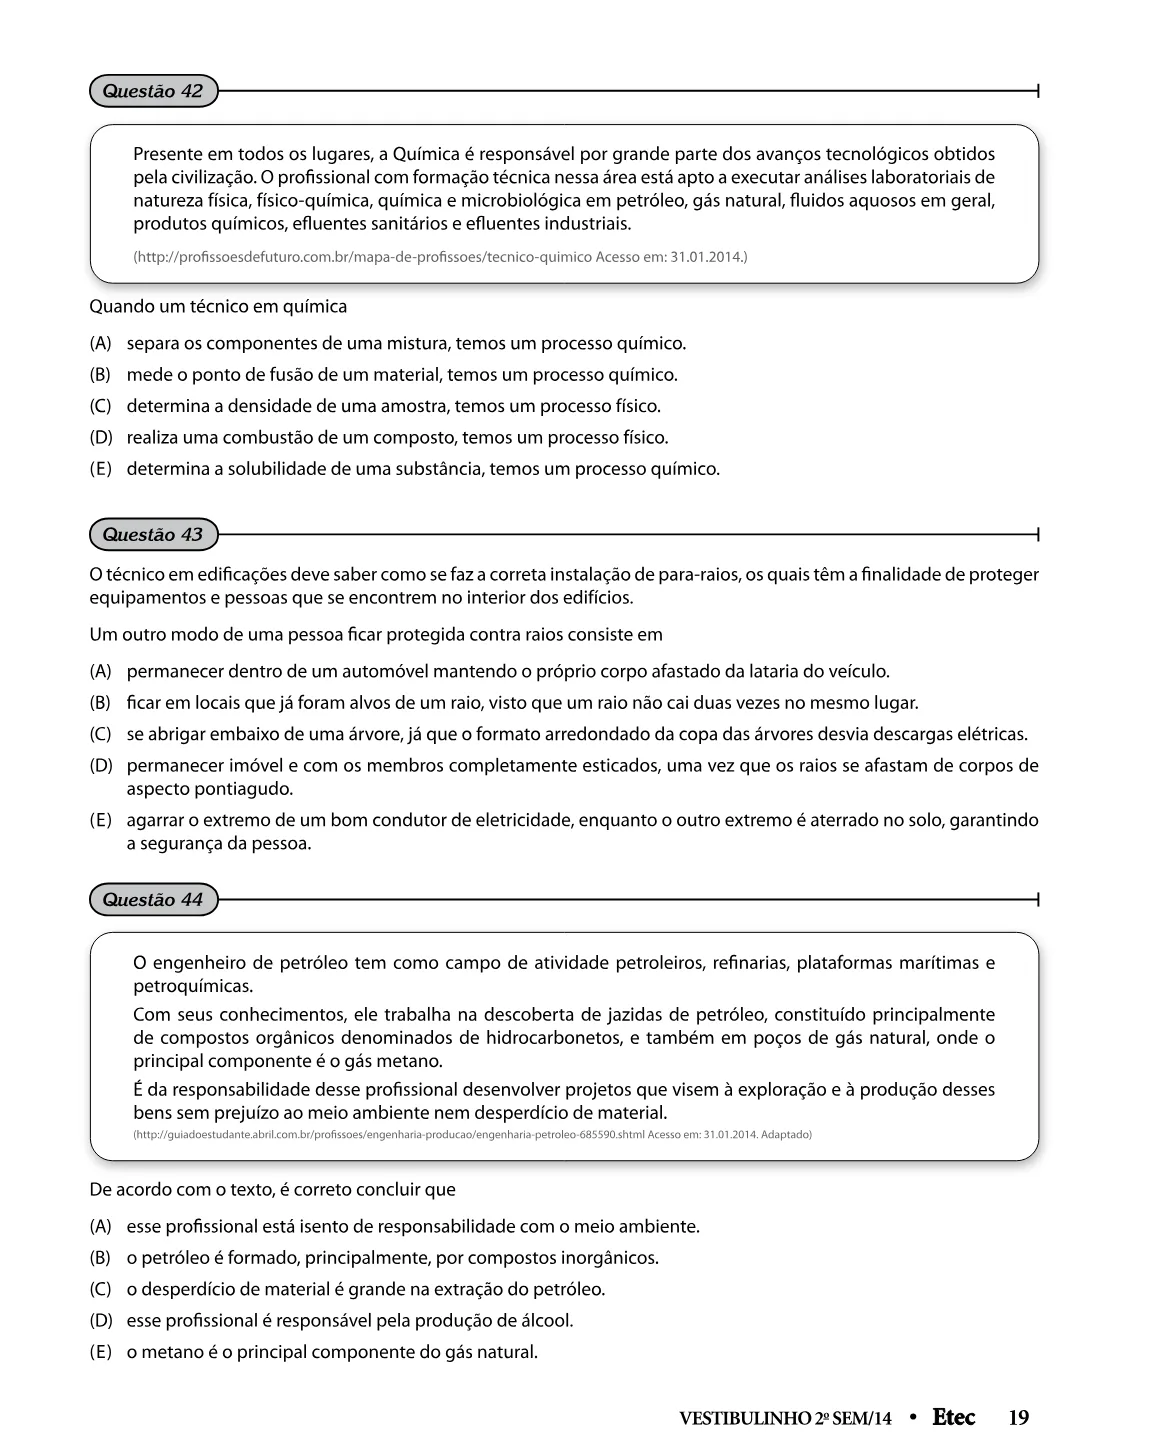 Questão 42
Presente em todos os lugares, a Química é responsável por grande parte dos avanços tecnológicos obtidos
pela civilização. O profissional com formação técnica nessa área está apto a executar análises laboratoriais de
natureza física, físico-química, química e microbiológica em petróleo, gás natural, fluidos aquosos em geral,
produtos químicos, efluentes sanitários e efluentes industriais.
(http://profissoesdefuturo.com.br/mapa-de-profissoes/tecnico-quimico Acesso em: 31.01.2014.)
Quando um técnico em química
(A) separa os componentes de uma mistura, temos um processo químico.
(B) mede o ponto de fusão de um material, temos um processo químico.
(C) determina a densidade de uma amostra, temos um processo físico.
(D) realiza uma combustão de um composto, temos um processo físico.
(E) determina a solubilidade de uma substância, temos um processo químico.
Questão 43
O técnico em edificações deve saber como se faz a correta instalação de para-raios, os quais têm a finalidade de proteger
equipamentos e pessoas que se encontrem no interior dos edifícios.
Um outro modo de uma pessoa ficar protegida contra raios consiste em
(A) permanecer dentro de um automóvel mantendo o próprio corpo afastado da lataria do veículo.
(B) ficar em locais que já foram alvos de um raio, visto que um raio não cai duas vezes no mesmo lugar.
(C) se abrigar embaixo de uma árvore, já que o formato arredondado da copa das árvores desvia descargas elétricas.
(D) permanecer imóvel e com os membros completamente esticados, uma vez que os raios se afastam de corpos de
aspecto pontiagudo.
(E) agarrar o extremo de um bom condutor de eletricidade, enquanto o outro extremo é aterrado no solo, garantindo
a segurança da pessoa.
Questão 44
O engenheiro de petróleo tem como campo de atividade petroleiros, refinarias, plataformas marítimas e
petroquímicas.
Com seus conhecimentos, ele trabalha na descoberta de jazidas de petróleo, constituído principalmente
de compostos orgânicos denominados de hidrocarbonetos, e também em poços de gás natural, onde o
principal componente é o gás metano.
É da responsabilidade desse profissional desenvolver projetos que visem à exploração e à produção desses
bens sem prejuízo ao meio ambiente nem desperdício de material.
(http://guiadoestudante.abril.com.br/profissoes/engenharia-producao/engenharia-petroleo-685590.shtml Acesso em: 31.01.2014. Adaptado)
De acordo com o texto, é correto concluir que
(A) esse profissional está isento de responsabilidade com o meio ambiente.
(B) o petróleo é formado, principalmente, por compostos inorgânicos.
(C) o desperdício de material é grande na extração do petróleo.
(D) esse profissional é responsável pela produção de álcool.
(E) o metano é o principal componente do gás natural.
VESTIBULINHO 2º SEM/14 • Etec 19